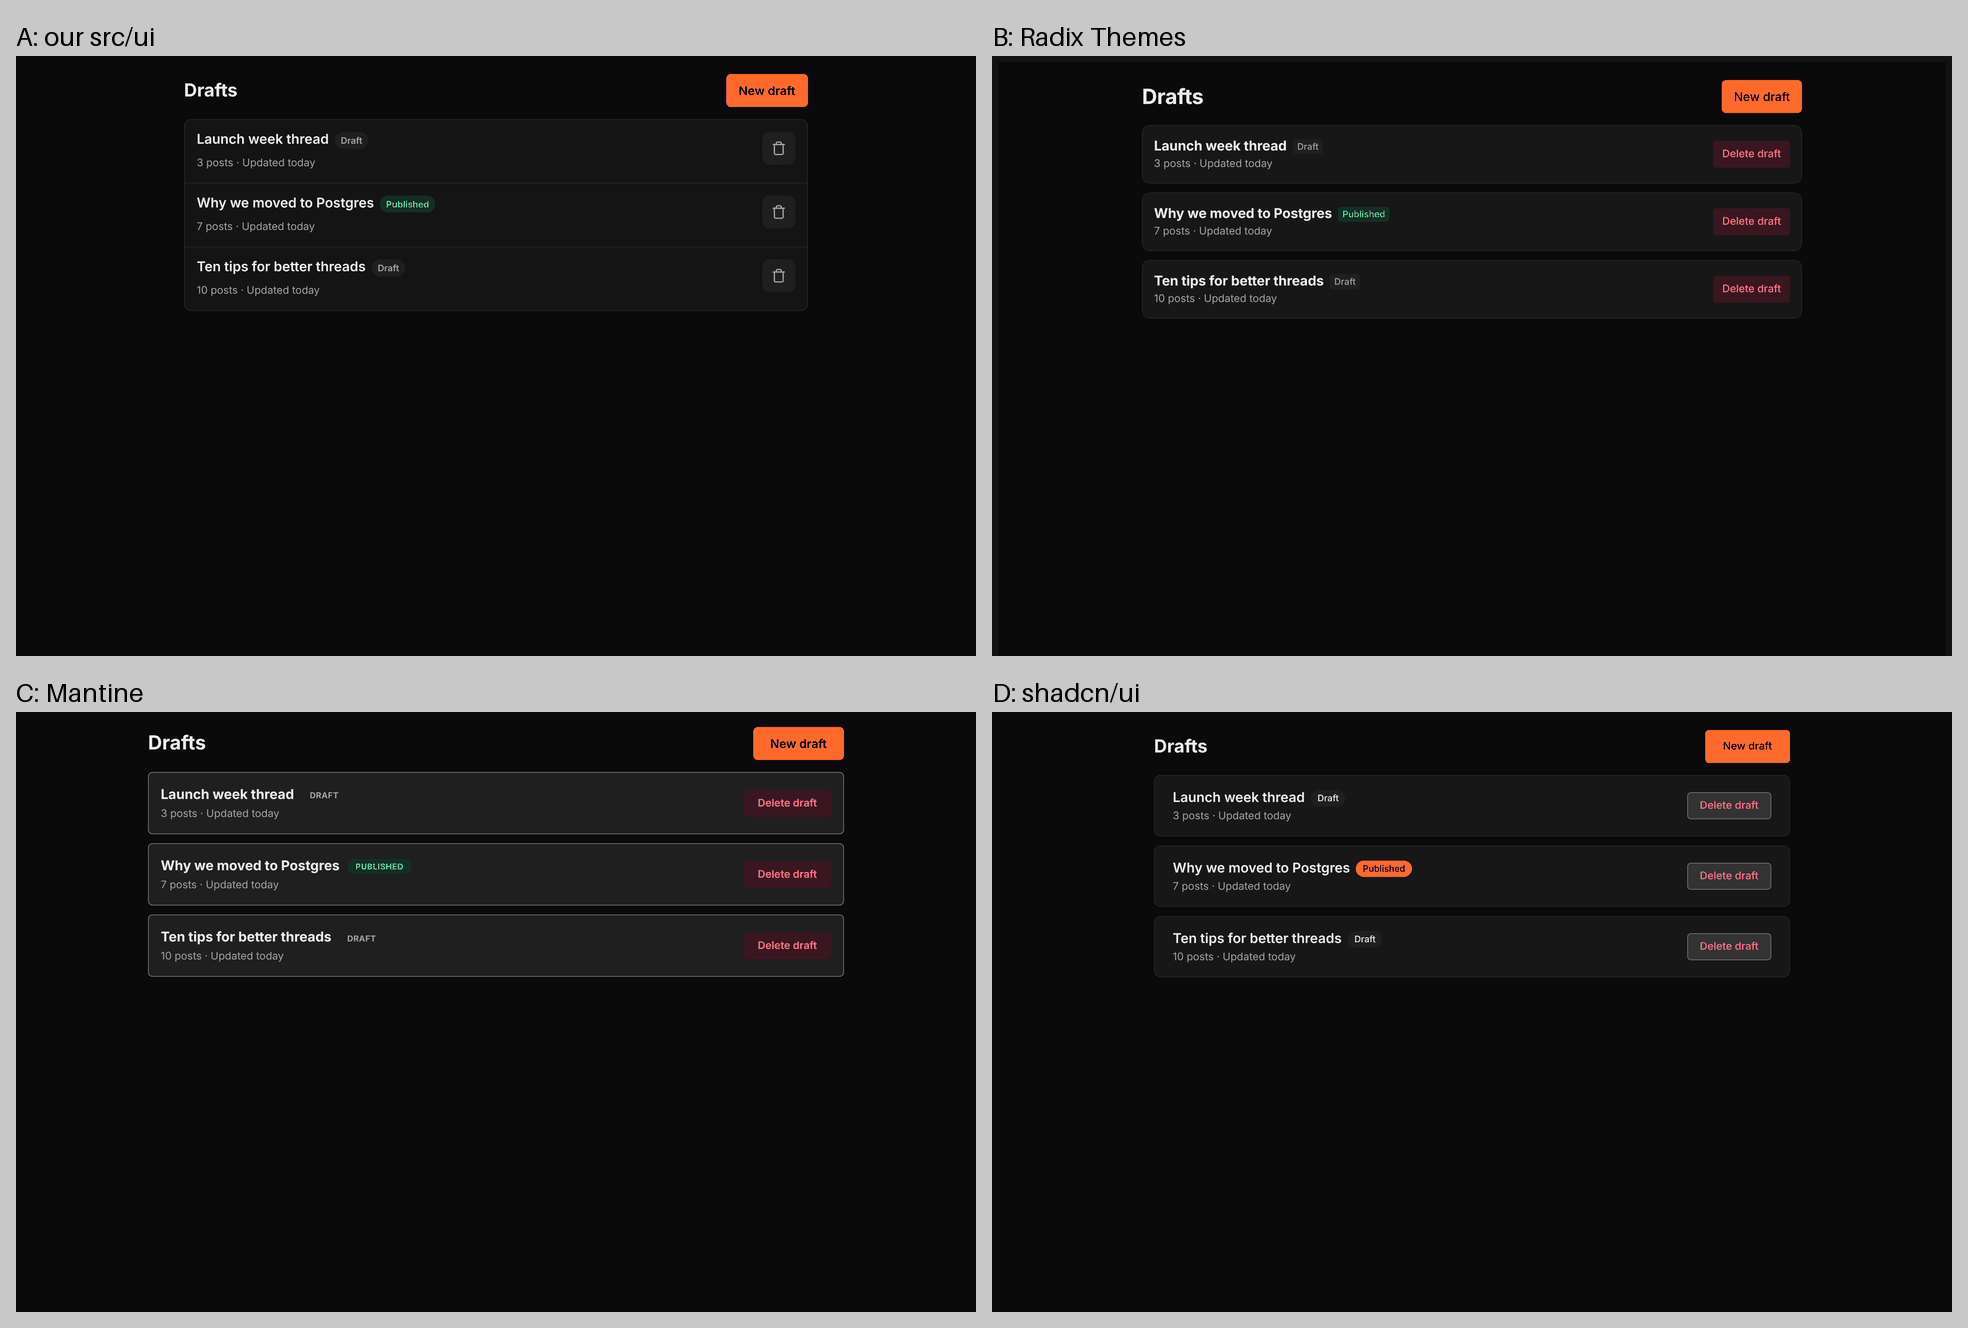 A: our src/ui
Drafts
New draft
Launch week thread Draft
3 posts · Updated today
Why we moved to Postgres Published
7 posts · Updated today
Ten tips for better threads Draft
10 posts · Updated today
B: Radix Themes
Drafts
New draft
Launch week thread Draft
3 posts · Updated today
Delete draft
Why we moved to Postgres Published
7 posts · Updated today
Delete draft
Ten tips for better threads Draft
10 posts · Updated today
Delete draft
C: Mantine
Drafts
New draft
Launch week thread DRAFT
3 posts · Updated today
Delete draft
Why we moved to Postgres PUBLISHED
7 posts · Updated today
Delete draft
Ten tips for better threads DRAFT
10 posts · Updated today
Delete draft
D: shadcn/ui
Drafts
New draft
Launch week thread Draft
3 posts · Updated today
Delete draft
Why we moved to Postgres Published
7 posts · Updated today
Delete draft
Ten tips for better threads Draft
10 posts · Updated today
Delete draft